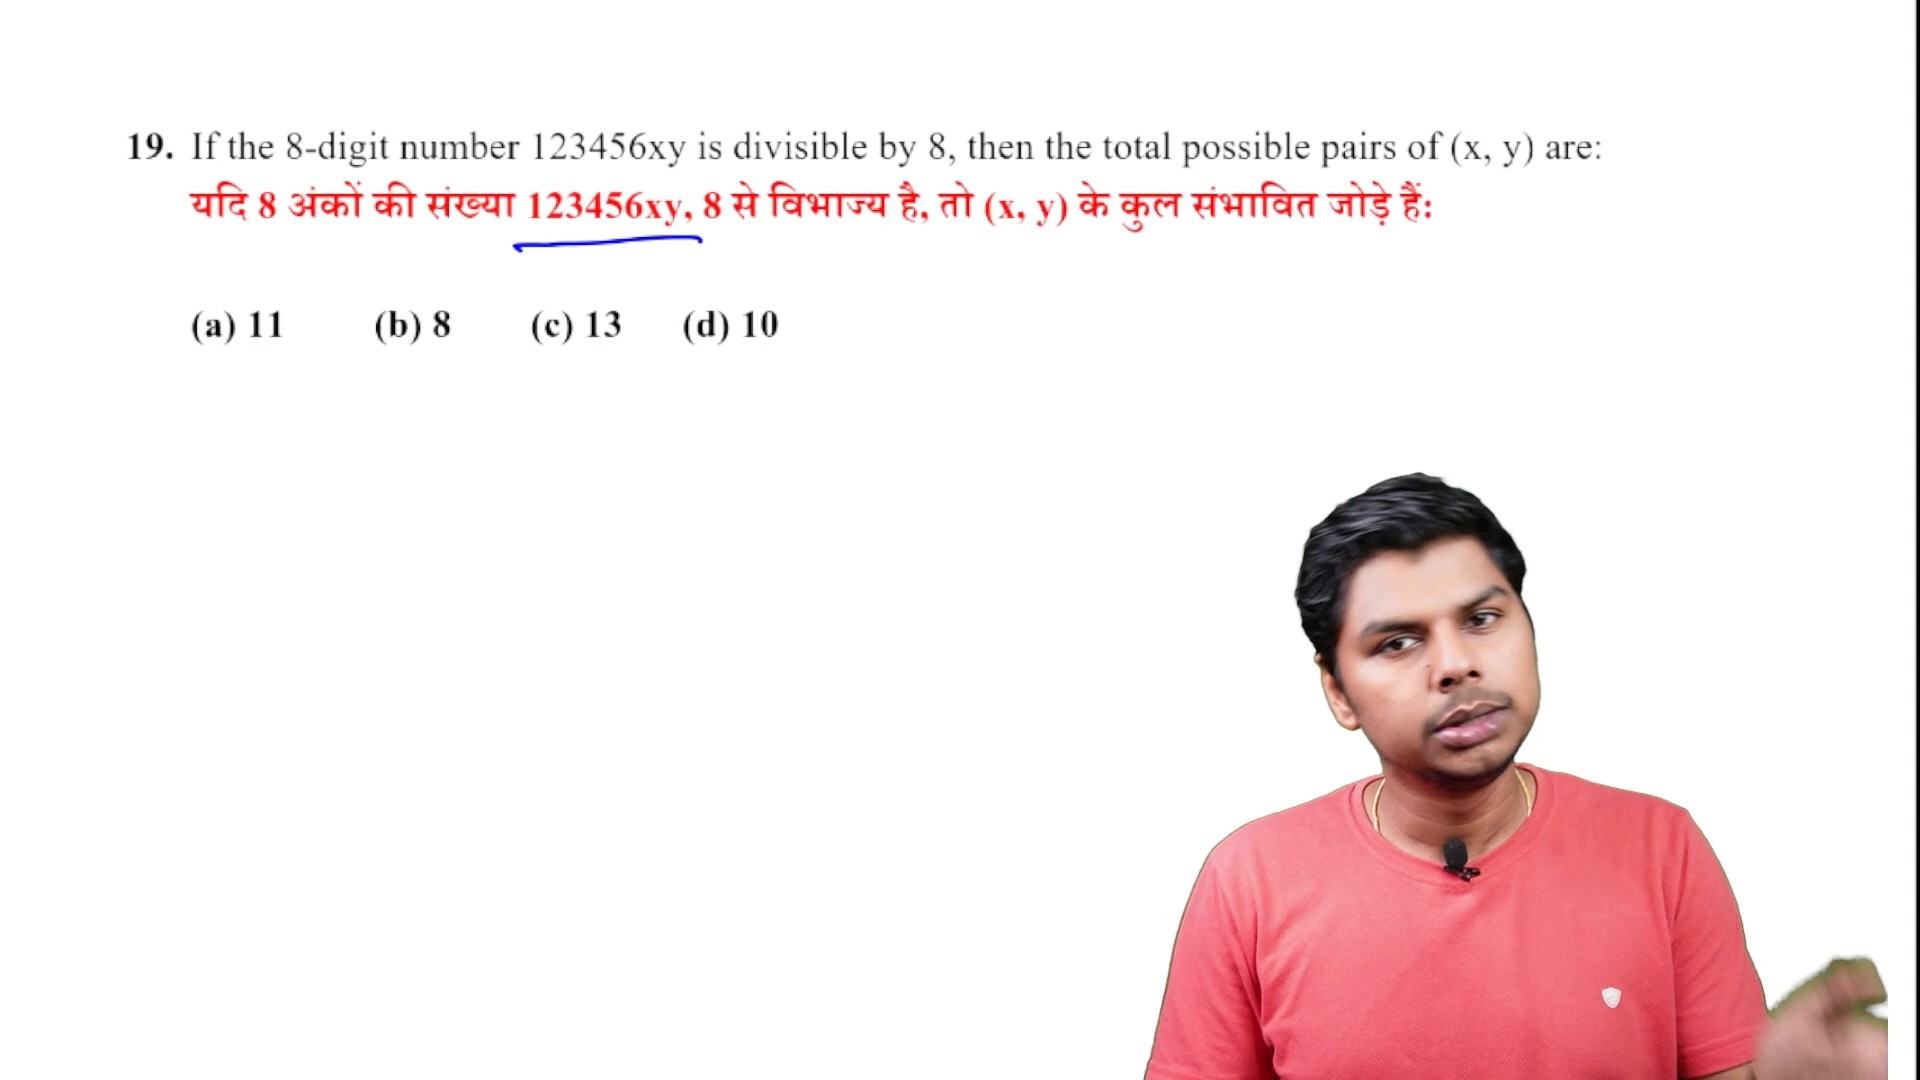 19. If the 8-digit number 123456xy is divisible by 8, then the total possible pairs of (x, y) are:
यदि 8 अंकों की संख्या 123456xy, 8 से विभाज्य है, तो (x, y) के कुल संभावित जोड़े हैं:
(a) 11 (b) 8 (c) 13 (d) 10